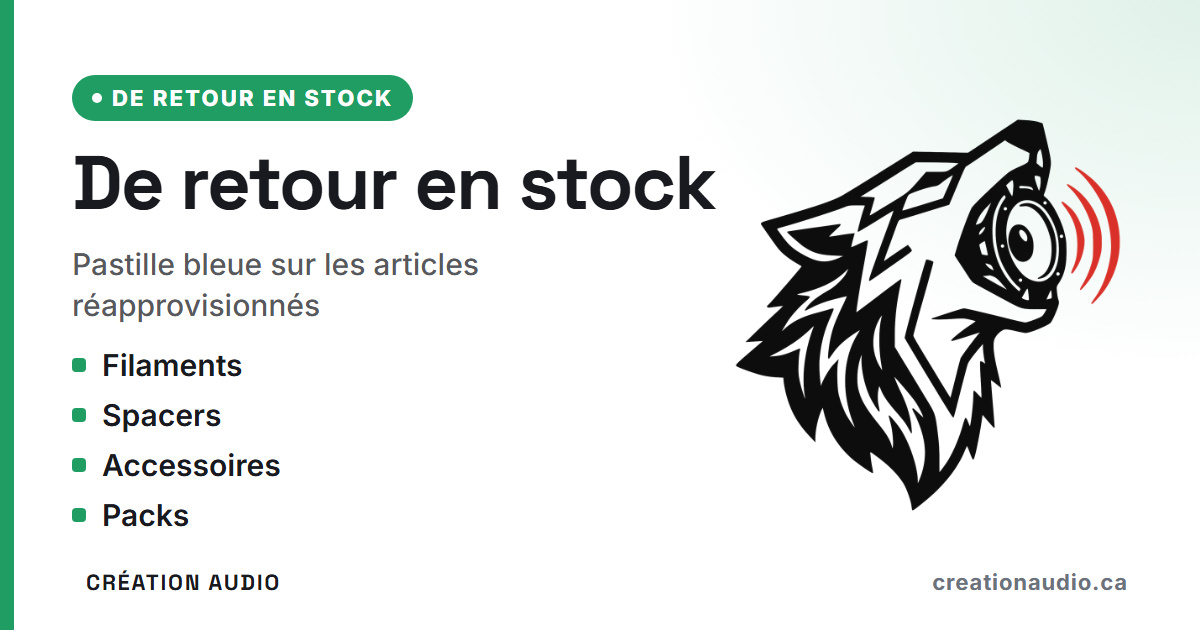 DE RETOUR EN STOCK
De retour en stock
Pastille bleue sur les articles
réapprovisionnés
Filaments
Spacers
Accessoires
Packs
CRÉATION AUDIO
creationaudio.ca